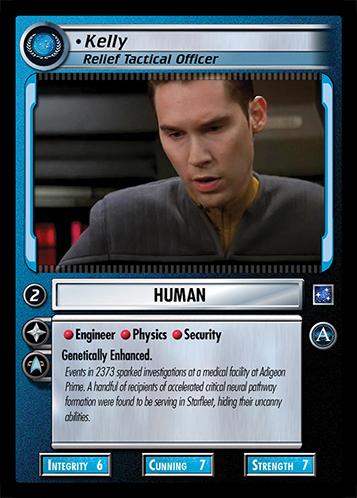 • Kelly
Relief Tactical Officer
2
HUMAN
A
Engineer Physics Security
Genetically Enhanced.
Events in 2373 sparked investigations at a medical facility at Adigeon
Prime. A handful of recipients of accelerated critical neural pathway
formation were found to be serving in Starfleet, hiding their uncanny
abilities.
INTEGRITY 6 CUNNING 7 STRENGTH 7